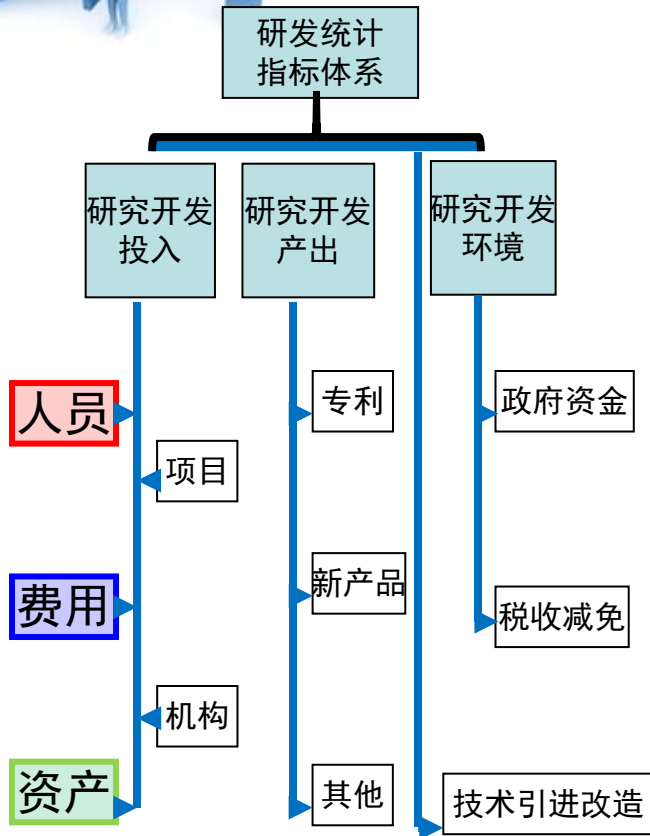 研发统计
指标体系
研究开发
投入
研究开发
产出
研究开发
环境
人员
项目
费用
机构
资产
专利
新产品
其他
政府资金
税收减免
技术引进改造